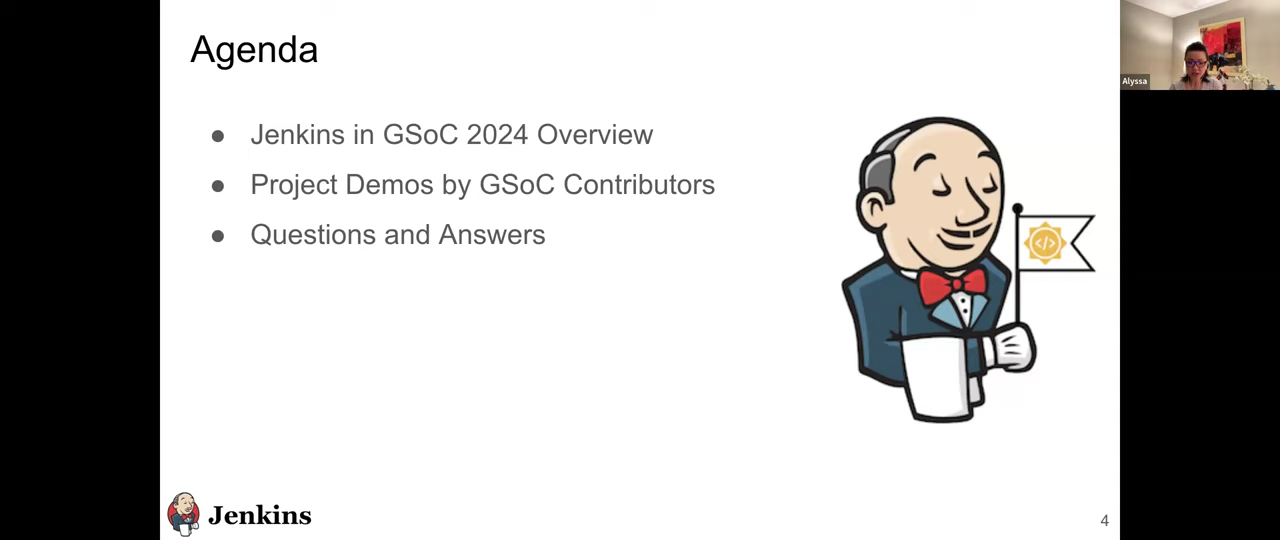 Agenda
Alyssa
● Jenkins in GSoC 2024 Overview
● Project Demos by GSoC Contributors
● Questions and Answers
</>
Jenkins
4